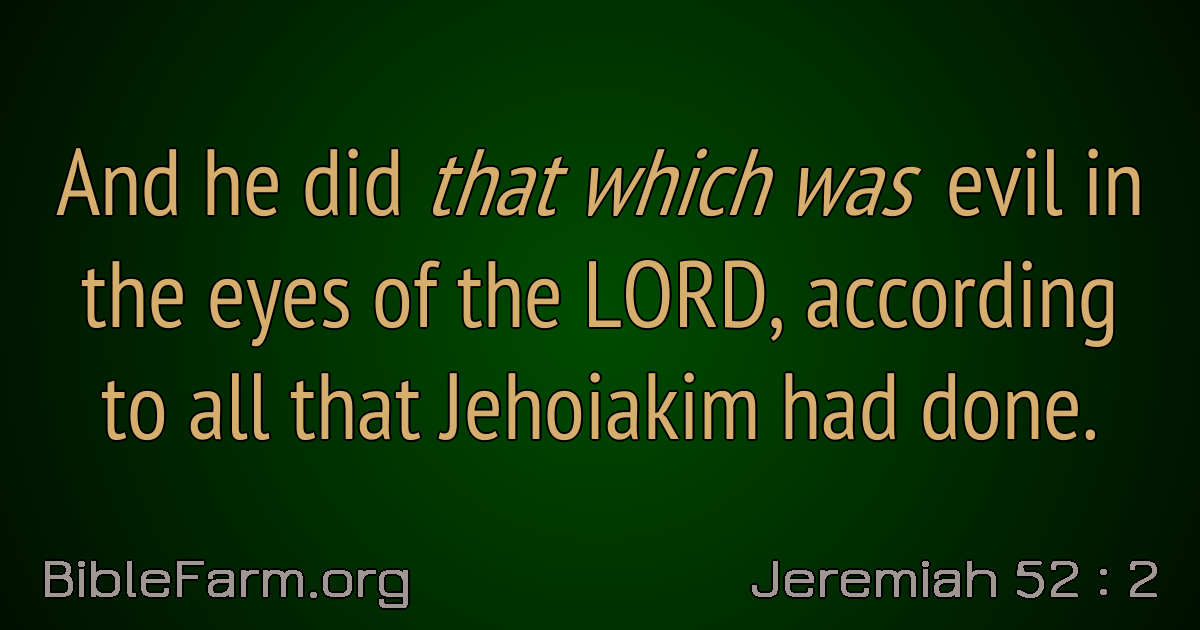 And he did that which was evil in
the eyes of the LORD, according
to all that Jehoiakim had done.
BibleFarm.org
Jeremiah 52 : 2